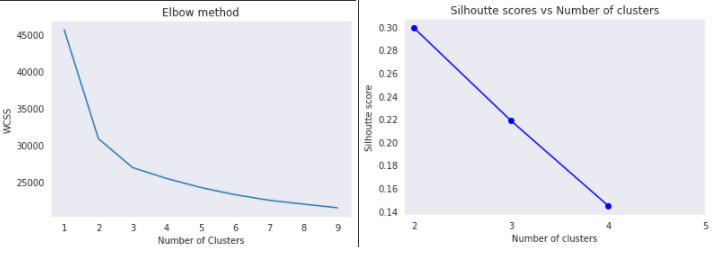 Elbow method
45000
40000
35000
30000
25000
WCSS
1 2 3 4 5 6 7 8 9
Number of Clusters
Silhoutte scores vs Number of clusters
0.30
0.28
0.26
0.24
0.22
0.20
0.18
0.16
0.14
Silhoutte score
2 3 4 5
Number of clusters